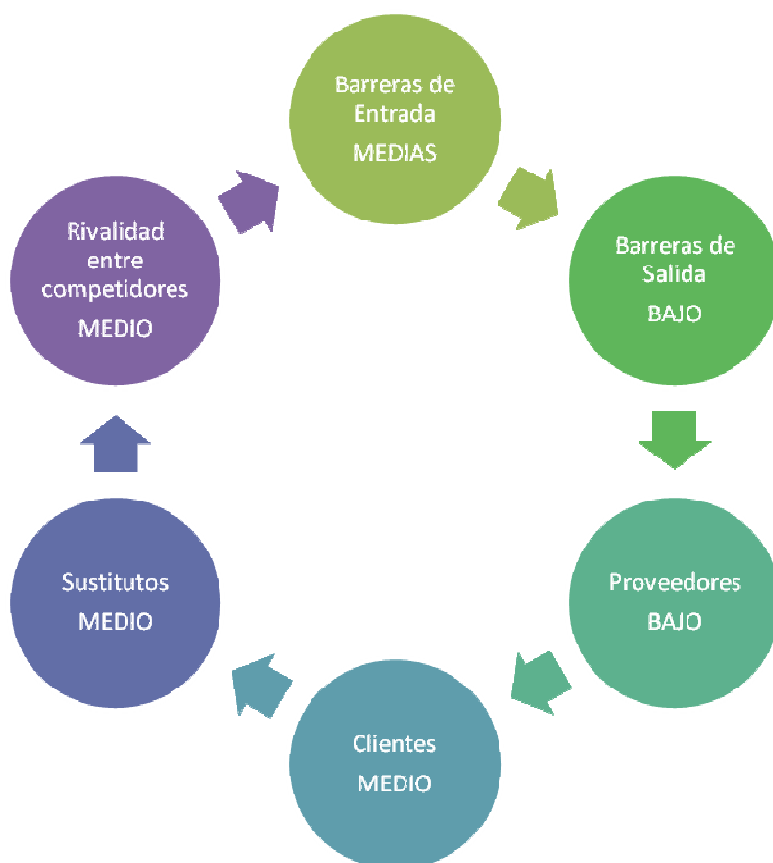 Barreras de
Entrada
MEDIAS
Barreras de
Salida
BAJO
Proveedores
BAJO
Clientes
MEDIO
Sustitutos
MEDIO
Rivalidad
entre
competidores
MEDIO